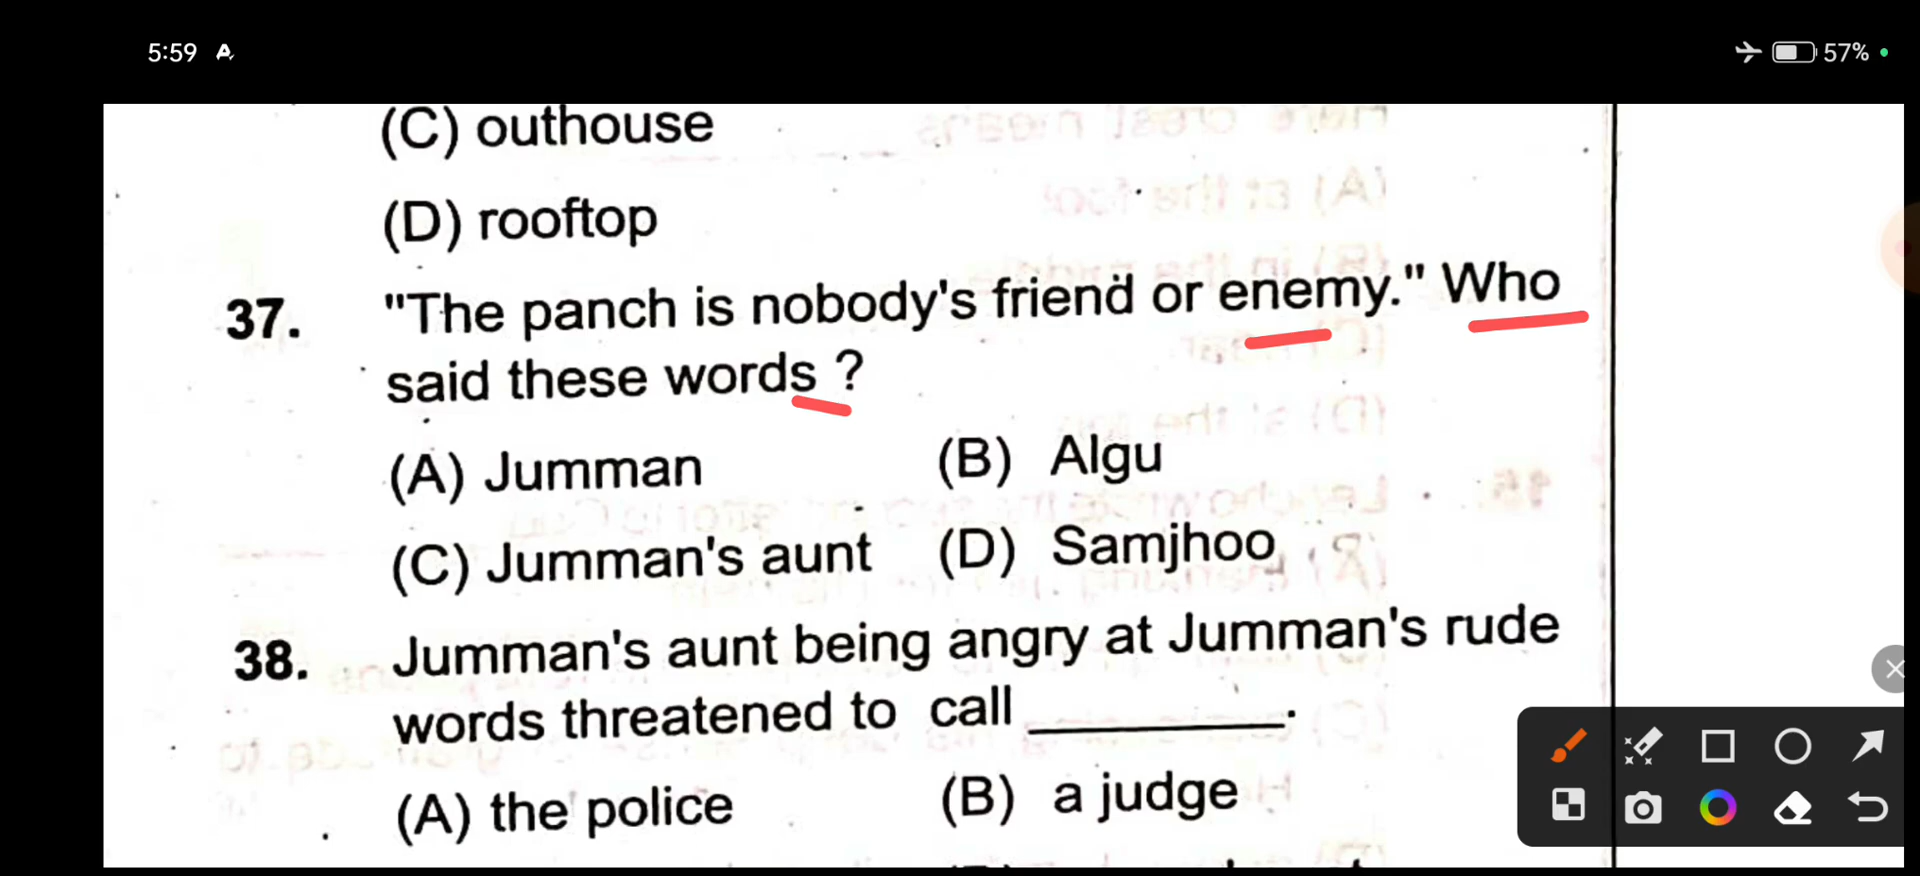 5:59
57%
(C) outhouse
(D) rooftop
37. "The panch is nobody's friend or enemy." Who
said these words ?
(A) Jumman (B) Algu
(C) Jumman's aunt (D) Samjhoo
38. Jumman's aunt being angry at Jumman's rude
words threatened to call ________.
(A) the police (B) a judge